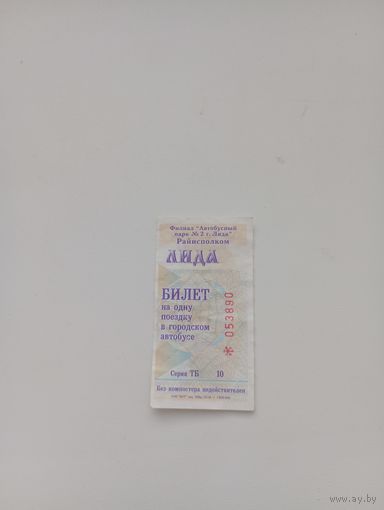 Филиал "Автобусный
парк № 2 г. Лида"
Райисполком
ЛИДА
БИЛЕТ
на одну
поездку
в городском
автобусе
* 053890
Серия ТБ 10
Без компостера недействителен
www.ay.by